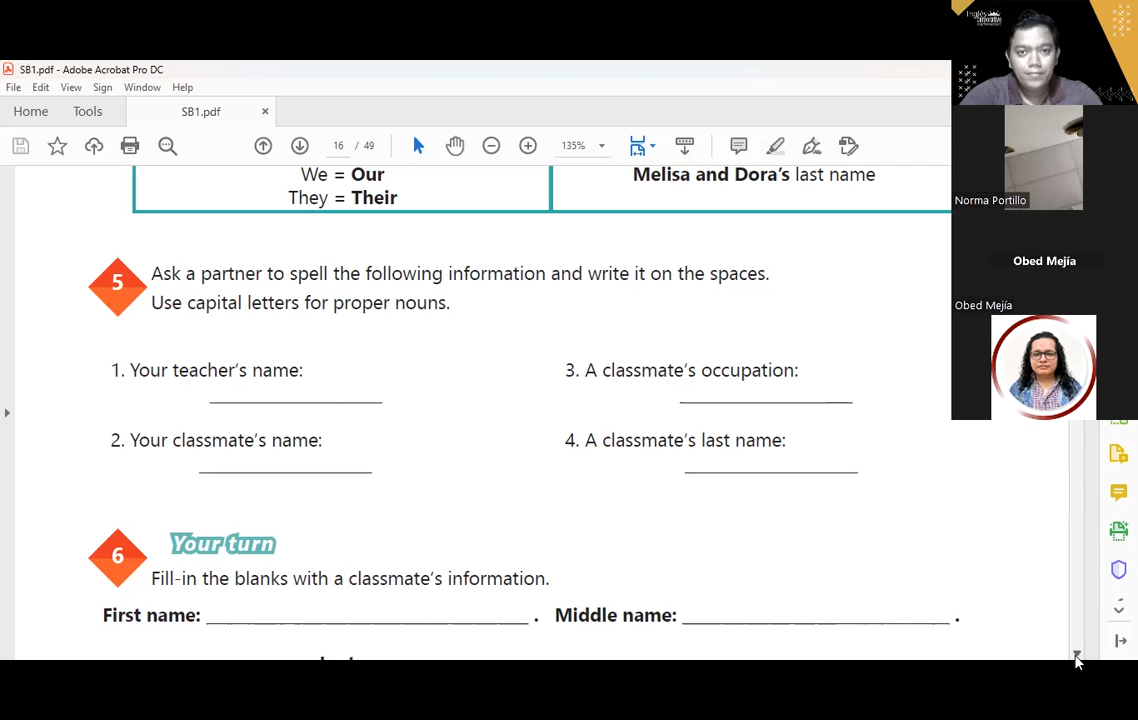 SB1.pdf - Adobe Acrobat Pro DC
File Edit View Sign Window Help
Home Tools SB1.pdf ×
16 / 49 135%
We = Our
They = Their
Melisa and Dora's last name
5
Ask a partner to spell the following information and write it on the spaces.
Use capital letters for proper nouns.
1. Your teacher's name:
3. A classmate's occupation:
2. Your classmate's name:
4. A classmate's last name:
6
Your turn
Fill-in the blanks with a classmate's information.
First name: . Middle name: .
Inglés
corporativo
Norma Portillo
Obed Mejía
Obed Mejía